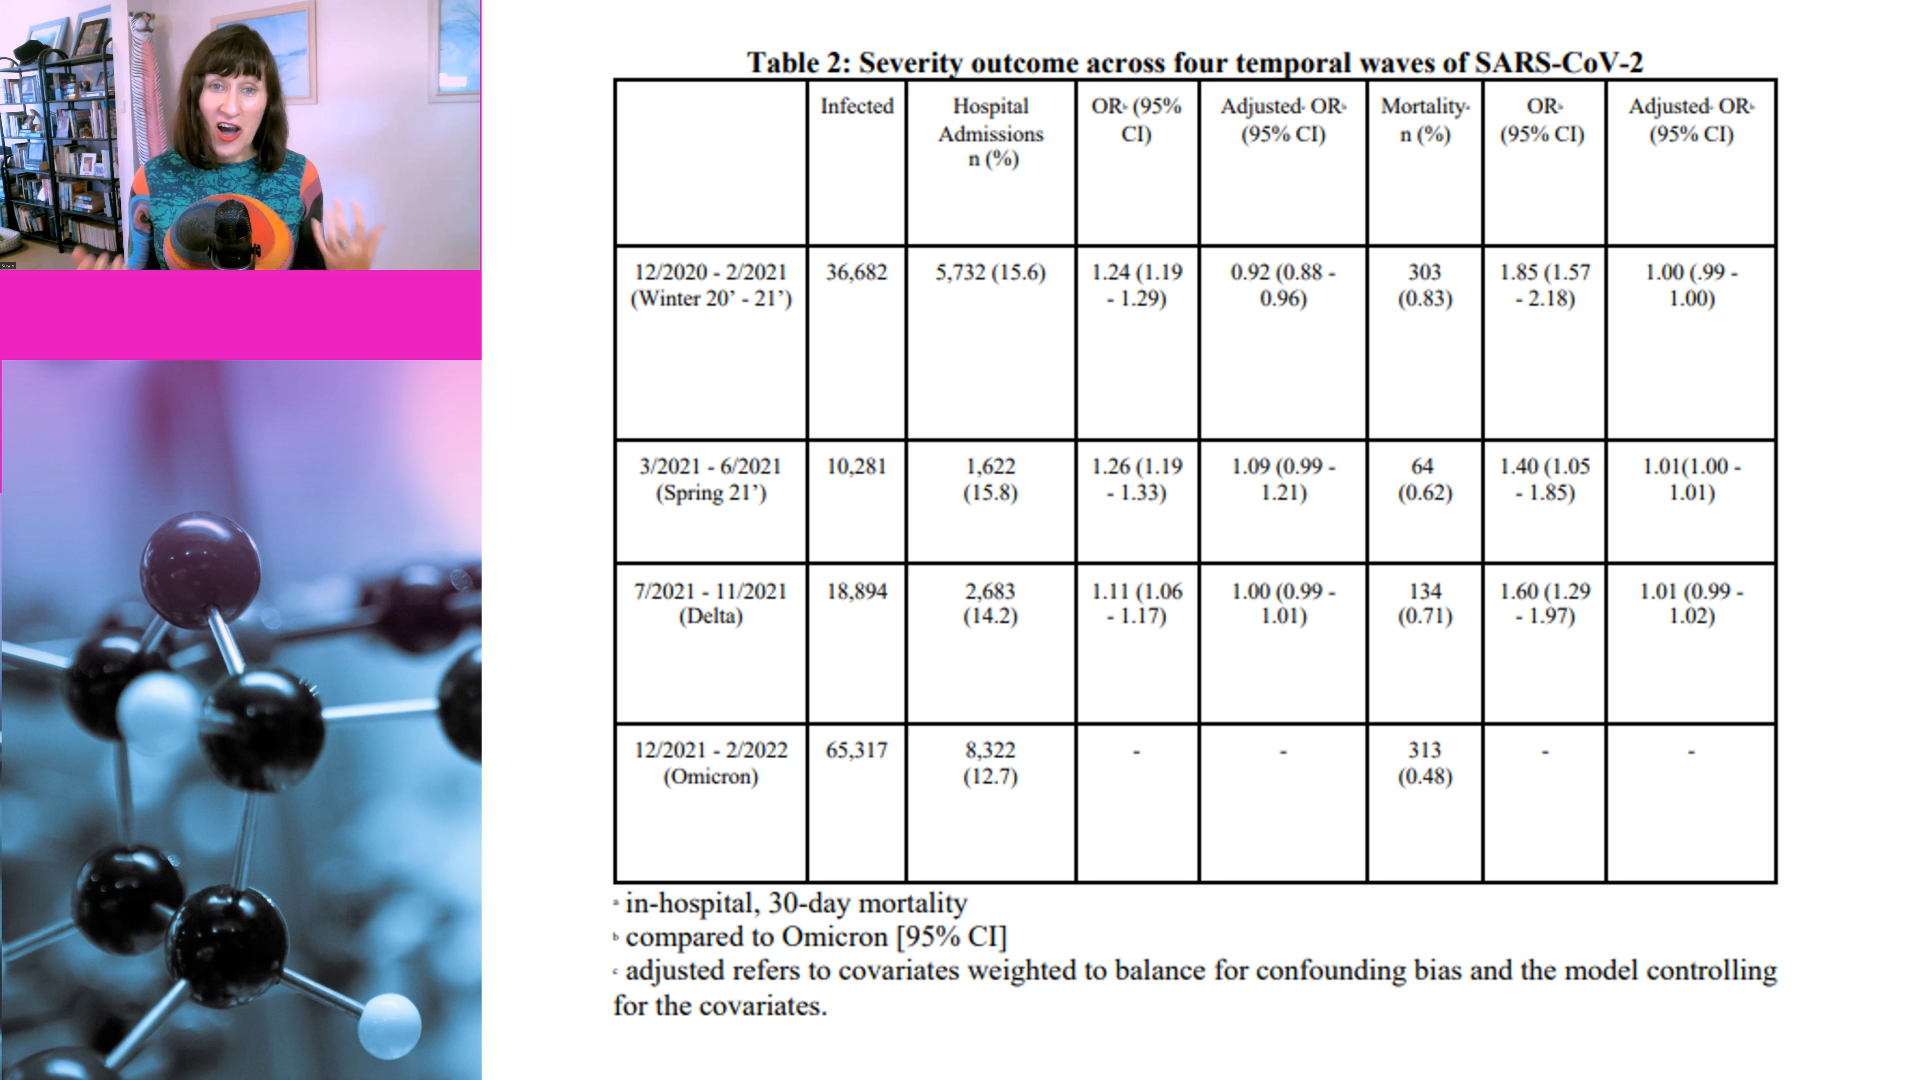 Table 2: Severity outcome across four temporal waves of SARS-CoV-2
Infected
Hospital
Admissions
n (%)
ORᵇ (95%
CI)
Adjustedᶜ ORᵇ
(95% CI)
Mortalityᵃ
n (%)
ORᵇ
(95% CI)
Adjustedᶜ ORᵇ
(95% CI)
12/2020 - 2/2021
(Winter 20’ - 21’)
36,682
5,732 (15.6)
1.24 (1.19
- 1.29)
0.92 (0.88 -
0.96)
303
(0.83)
1.85 (1.57
- 2.18)
1.00 (.99 -
1.00)
3/2021 - 6/2021
(Spring 21’)
10,281
1,622
(15.8)
1.26 (1.19
- 1.33)
1.09 (0.99 -
1.21)
64
(0.62)
1.40 (1.05
- 1.85)
1.01(1.00 -
1.01)
7/2021 - 11/2021
(Delta)
18,894
2,683
(14.2)
1.11 (1.06
- 1.17)
1.00 (0.99 -
1.01)
134
(0.71)
1.60 (1.29
- 1.97)
1.01 (0.99 -
1.02)
12/2021 - 2/2022
(Omicron)
65,317
8,322
(12.7)
-
-
313
(0.48)
-
-
ᵃ in-hospital, 30-day mortality
ᵇ compared to Omicron [95% CI]
ᶜ adjusted refers to covariates weighted to balance for confounding bias and the model controlling
for the covariates.